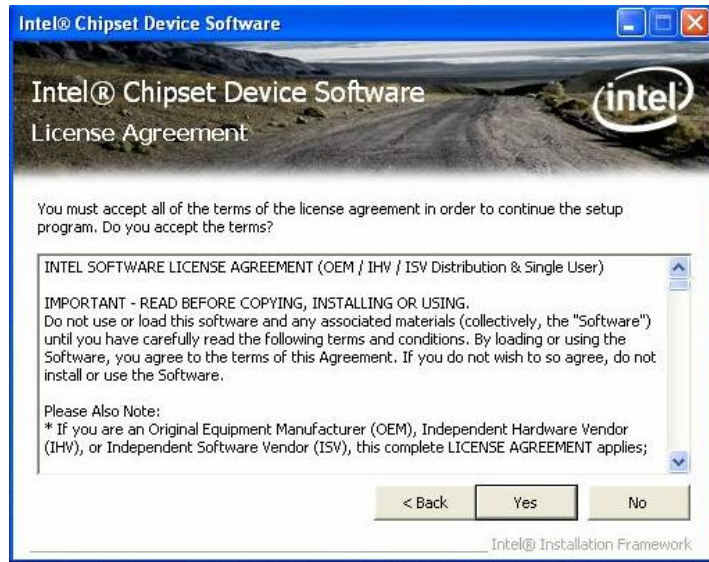 Intel® Chipset Device Software
Intel® Chipset Device Software
License Agreement
intel
You must accept all of the terms of the license agreement in order to continue the setup
program. Do you accept the terms?
INTEL SOFTWARE LICENSE AGREEMENT (OEM / IHV / ISV Distribution & Single User)
IMPORTANT - READ BEFORE COPYING, INSTALLING OR USING.
Do not use or load this software and any associated materials (collectively, the "Software")
until you have carefully read the following terms and conditions. By loading or using the
Software, you agree to the terms of this Agreement. If you do not wish to so agree, do not
install or use the Software.
Please Also Note:
* If you are an Original Equipment Manufacturer (OEM), Independent Hardware Vendor
(IHV), or Independent Software Vendor (ISV), this complete LICENSE AGREEMENT applies;
< Back Yes No
Intel® Installation Framework